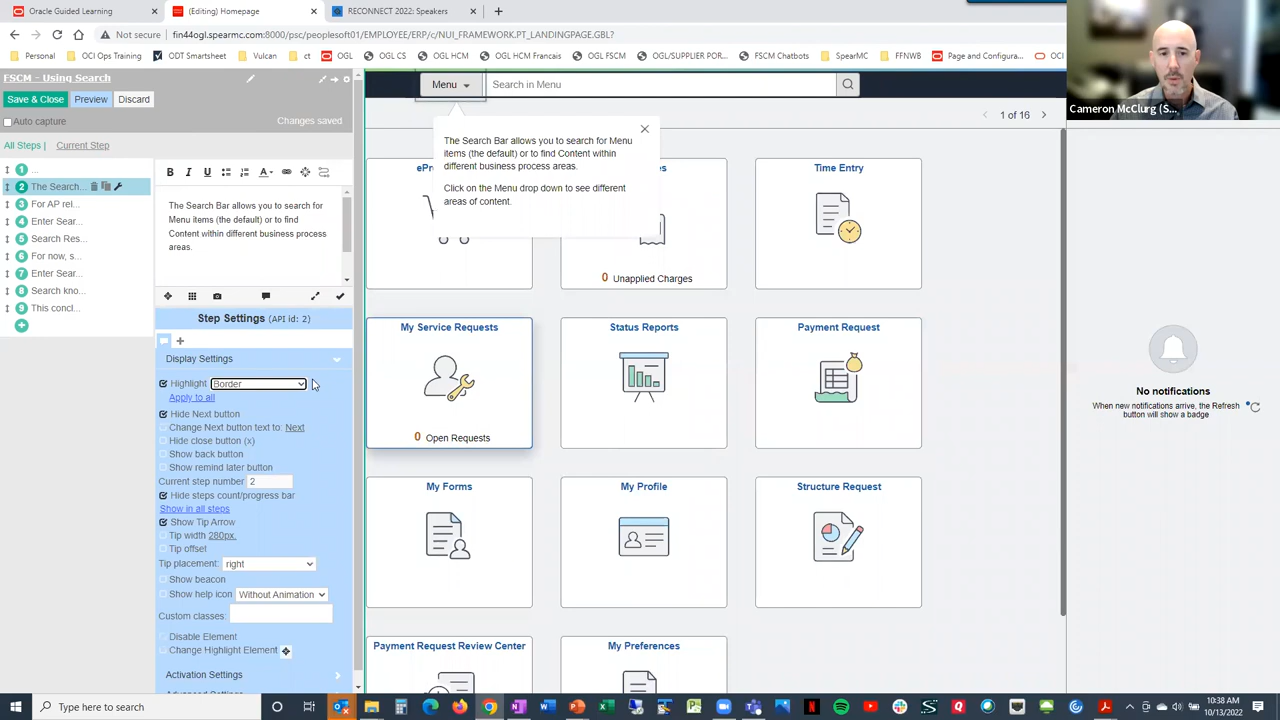 Oracle Guided Learning
(Editing) Homepage
RECONNECT 2022: Speakers
Not secure
fin44ogl.spearmc.com:8000/psc/peoplesoft01/EMPLOYEE/ERP/c/NUI_FRAMEWORK.PT_LANDINGPAGE.GBL?
Personal
OCI Ops Training
ODT Smartsheet
Vulcan
ct
OGL CS
OGL HCM Francais
OGL HCM
OGL/SUPPLIER POR...
FSCM Chatbots
SpearMC
FFNWB
Page and Configura...
OCI
Cameron McClurg (S...
FSCM - Using Search
Save & Close
Preview
Discard
Auto capture
Changes saved
All Steps |
Current Step
1 ...
2 The Search...
3 For AP rei...
4 Enter Sear...
5 Search Res...
6 For now, s...
7 Enter Sear...
8 Search kno...
9 This concl...
B I U
A
The Search Bar allows you to search for
Menu items (the default) or to find
Content within different business process
areas.
Step Settings (API id: 2)
Display Settings
Highlight Border
Apply to all
Hide Next button
Change Next button text to: Next
Hide close button (x)
Show back button
Show remind later button
Current step number 2
Hide steps count/progress bar
Show in all steps
Show Tip Arrow
Tip width 280px.
Tip offset
Tip placement: right
Show beacon
Show help icon Without Animation
Custom classes:
Disable Element
Change Highlight Element
Activation Settings
Menu
Search in Menu
1 of 16
The Search Bar allows you to search for Menu
items (the default) or to find Content within
different business process areas.
Click on the Menu drop down to see different
areas of content.
Time Entry
0 Unapplied Charges
My Service Requests
0 Open Requests
Status Reports
Payment Request
My Forms
My Profile
Structure Request
Payment Request Review Center
My Preferences
No notifications
When new notifications arrive, the Refresh
button will show a badge
Type here to search
10:38 AM
10/13/2022